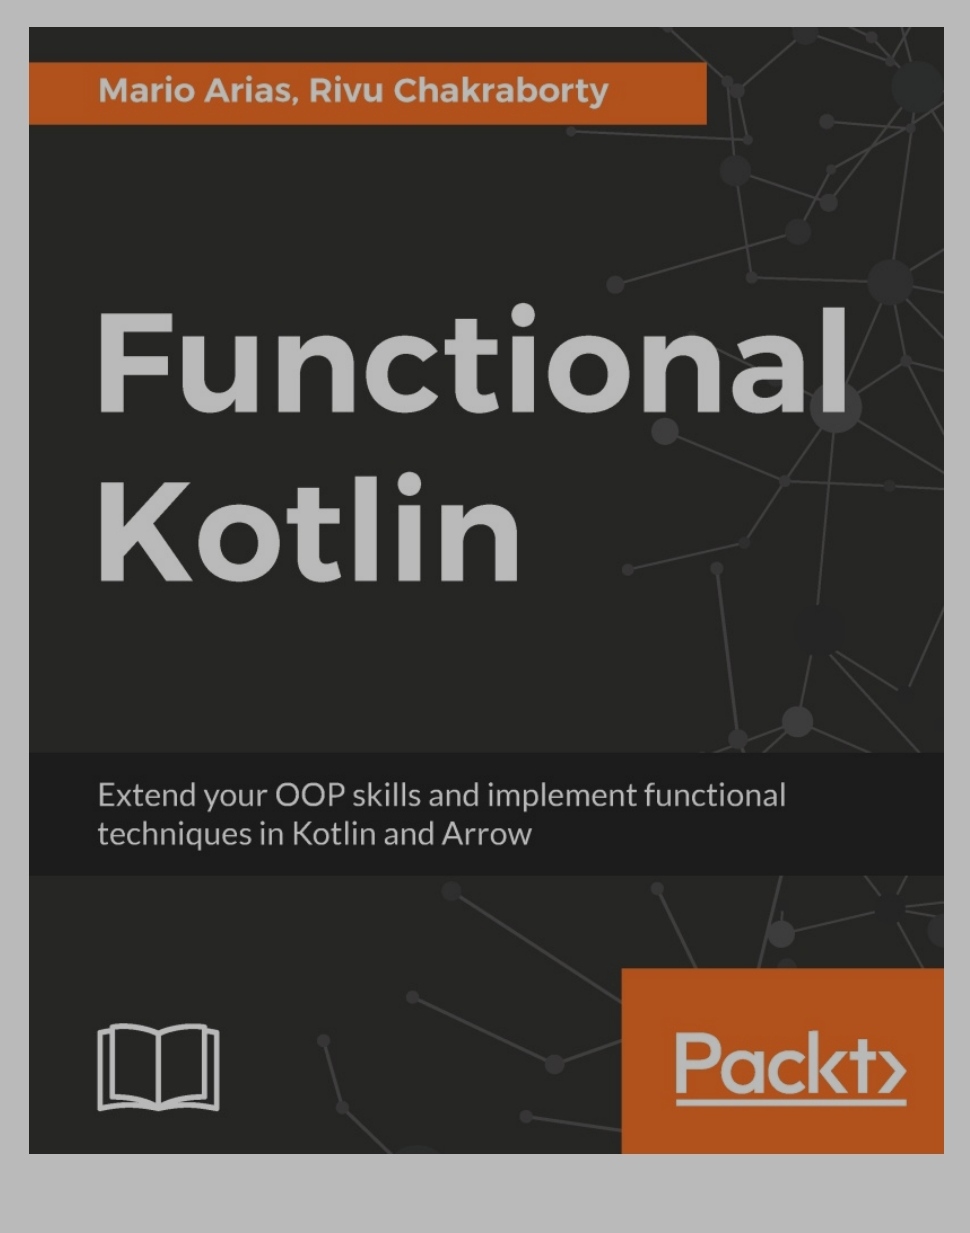 Mario Arias, Rivu Chakraborty
Functional
Kotlin
Extend your OOP skills and implement functional
techniques in Kotlin and Arrow
Packt>